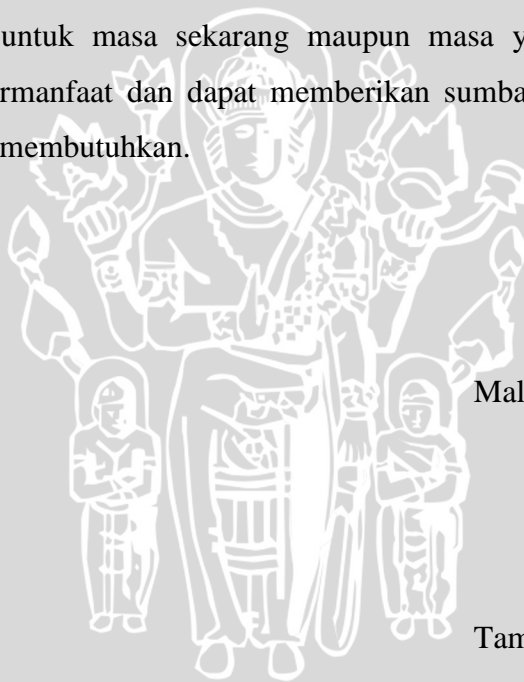 untuk masa sekarang maupun masa y
rmanfaat dan dapat memberikan sumba
membutuhkan.
Mal
Tam